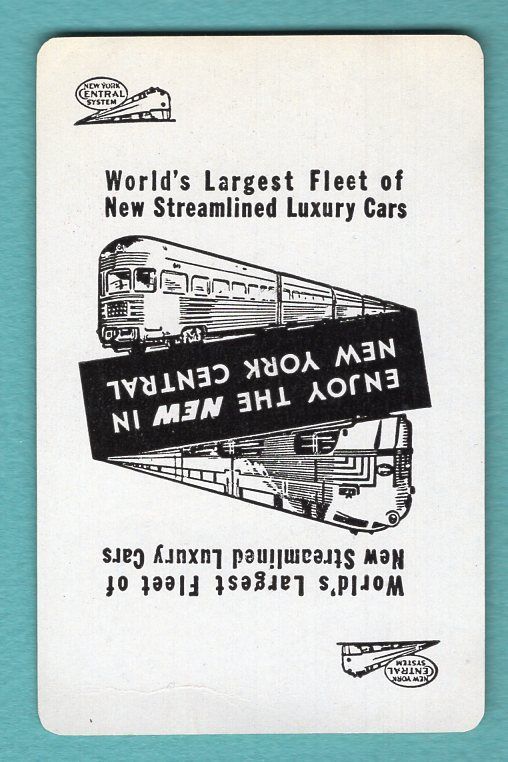 NEW YORK
CENTRAL
SYSTEM
World's Largest Fleet of
New Streamlined Luxury Cars
ENJOY THE NEW IN
NEW YORK CENTRAL
World's Largest Fleet of
New Streamlined Luxury Cars
NEW YORK
CENTRAL
SYSTEM